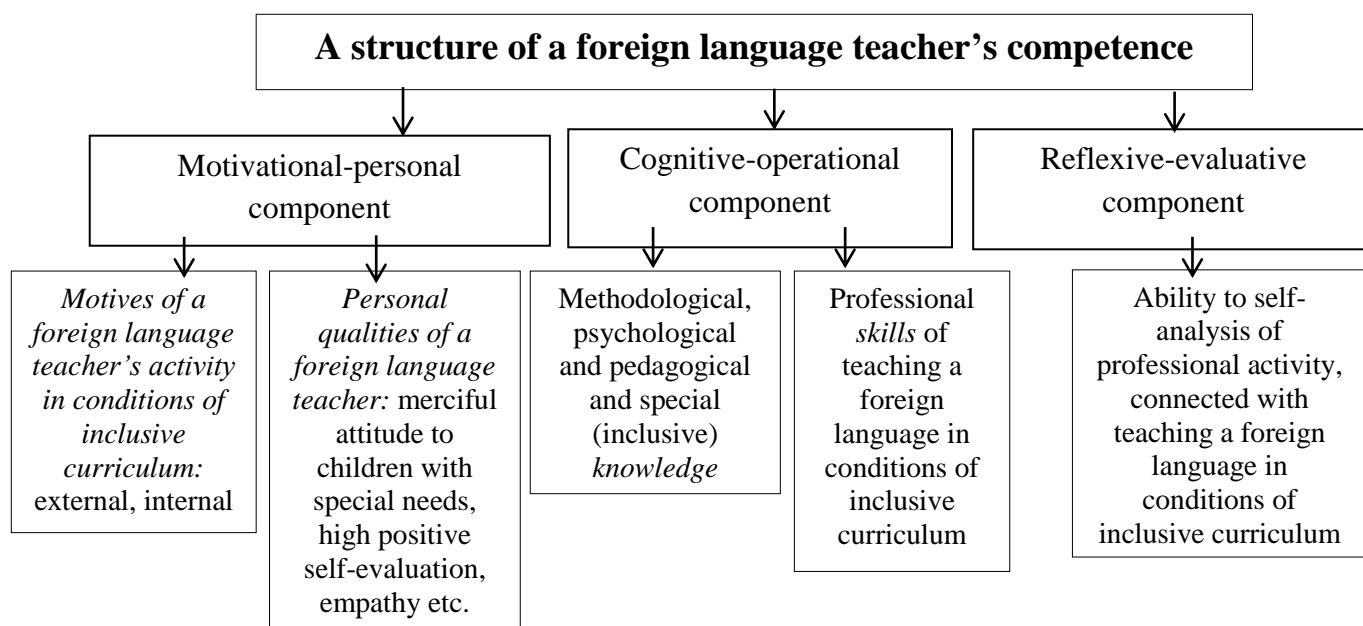 A structure of a foreign language teacher’s competence
Motivational-personal
component
Cognitive-operational
component
Reflexive-evaluative
component
Motives of a
foreign language
teacher’s activity
in conditions of
inclusive
curriculum:
external, internal
Personal
qualities of a
foreign language
teacher: merciful
attitude to
children with
special needs,
high positive
self-evaluation,
empathy etc.
Methodological,
psychological
and pedagogical
and special
(inclusive)
knowledge
Professional
skills of
teaching a
foreign
language in
conditions of
inclusive
curriculum
Ability to self-
analysis of
professional activity,
connected with
teaching a foreign
language in
conditions of
inclusive curriculum